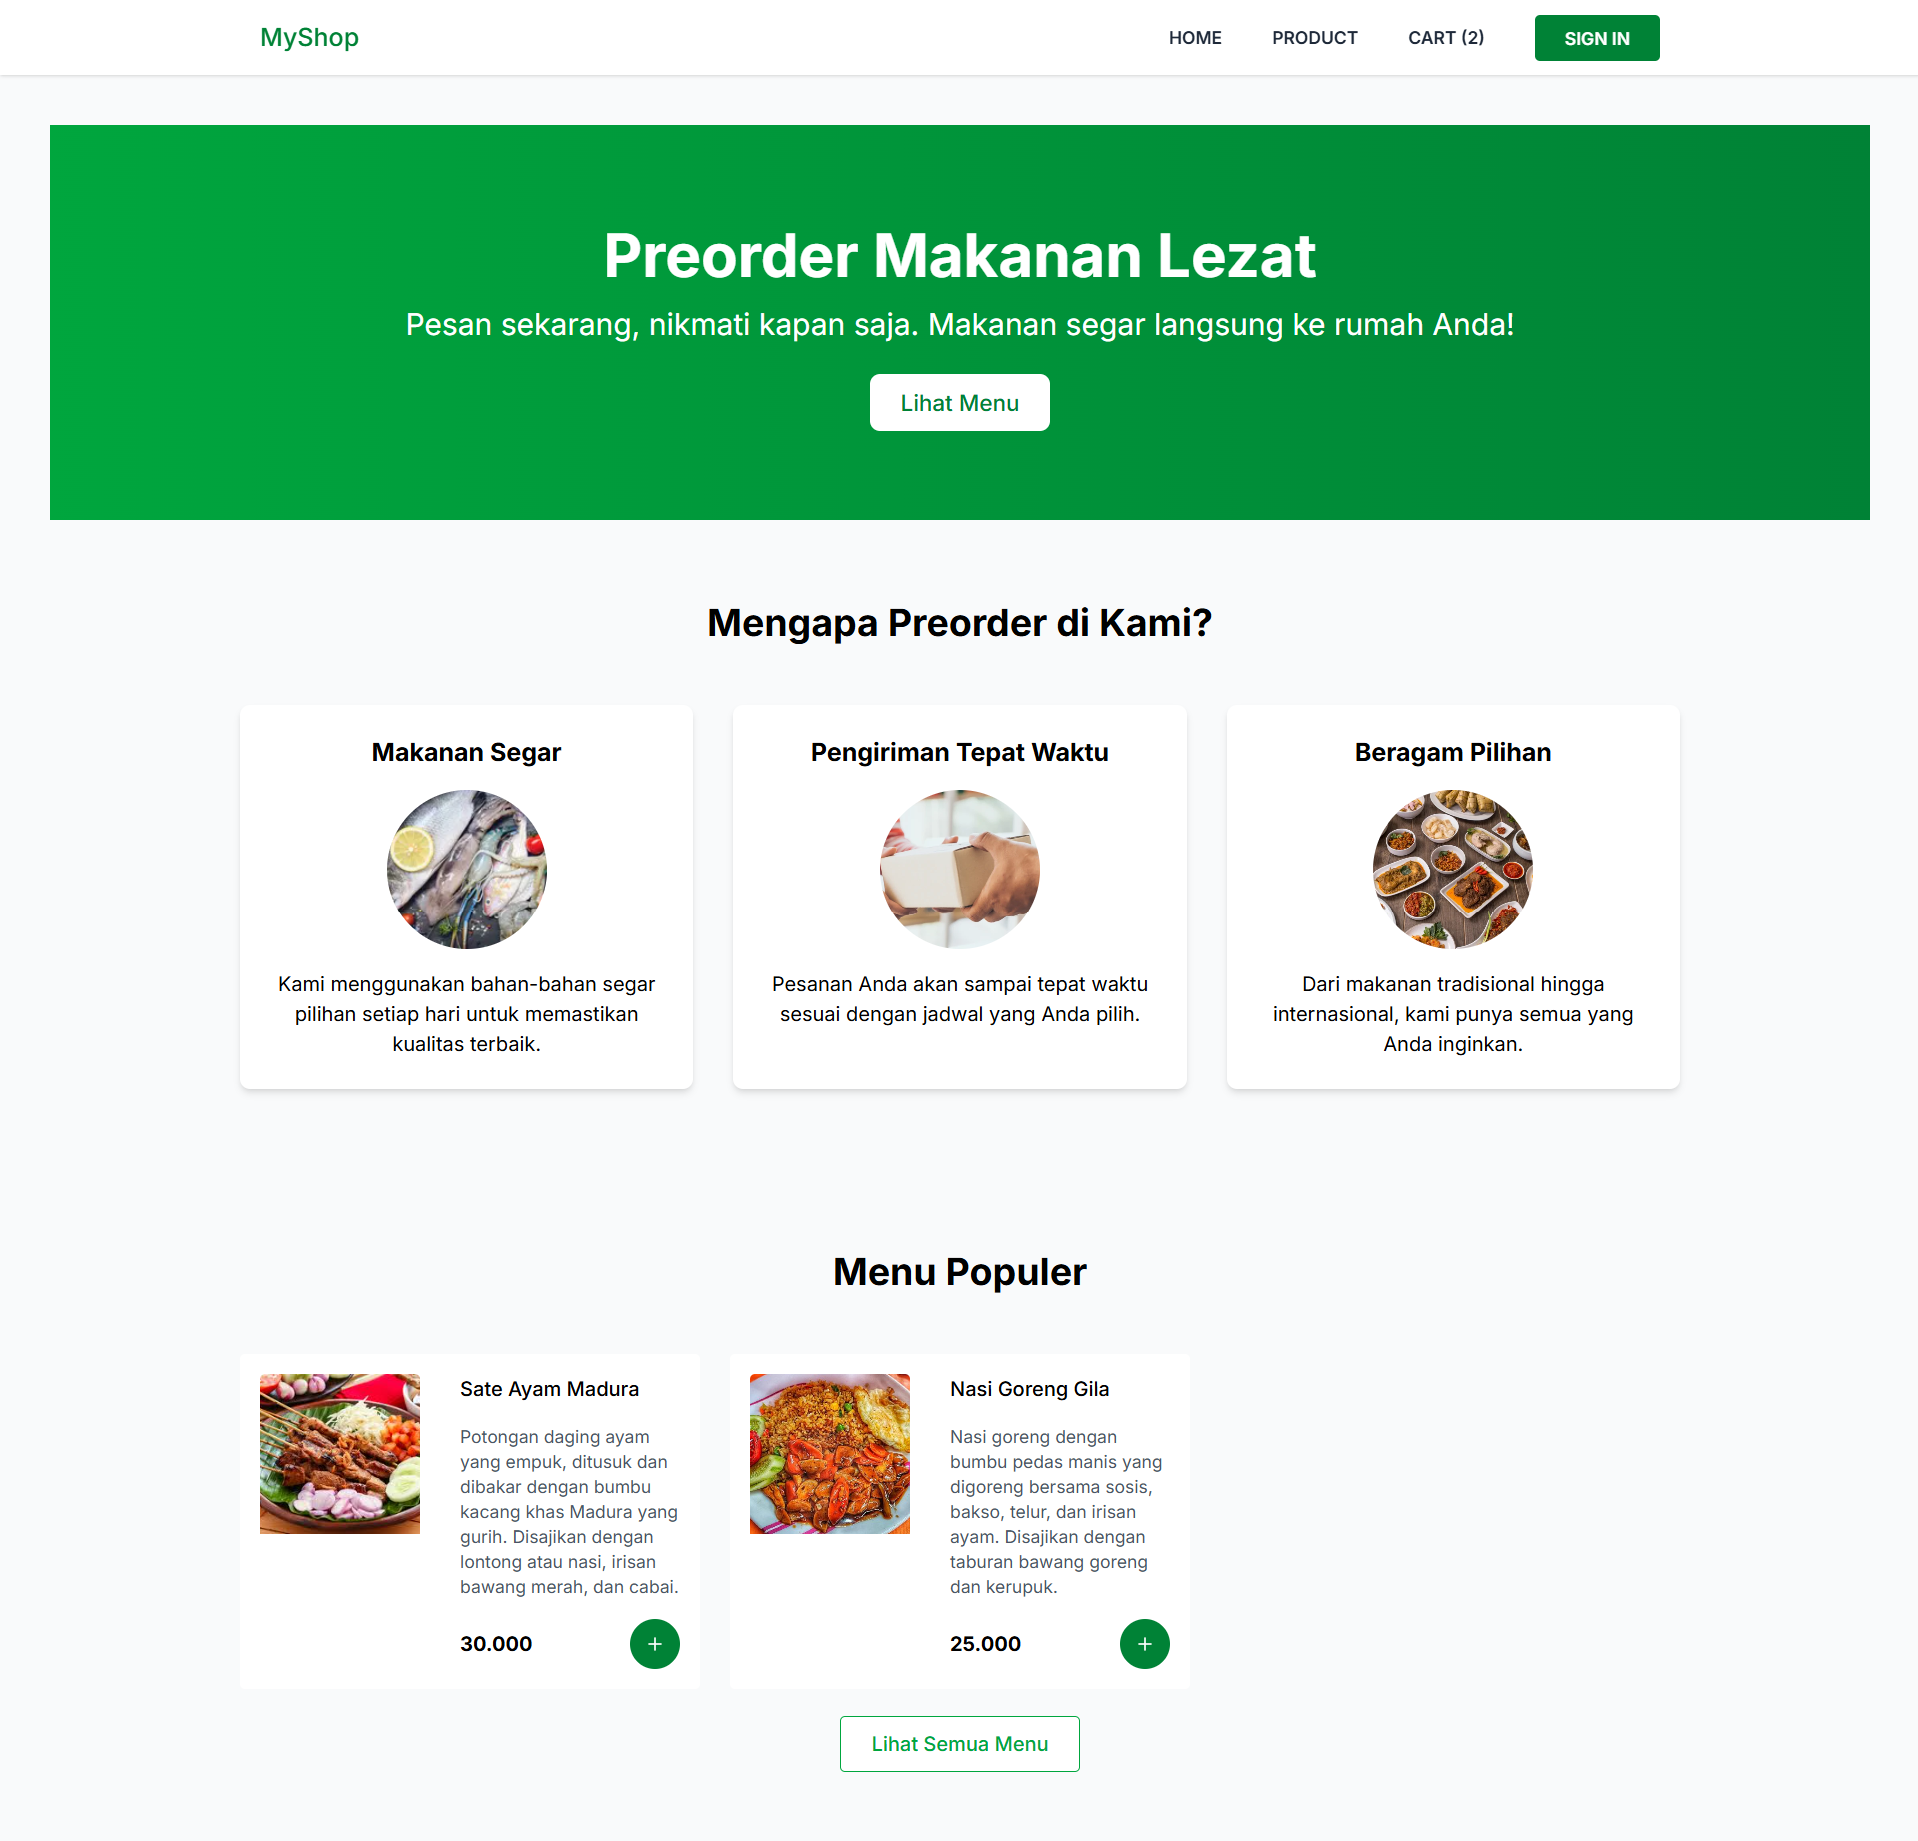 MyShop
HOME
PRODUCT
CART (2)
SIGN IN
Preorder Makanan Lezat
Pesan sekarang, nikmati kapan saja. Makanan segar langsung ke rumah Anda!
Lihat Menu
Mengapa Preorder di Kami?
Makanan Segar
Kami menggunakan bahan-bahan segar
pilihan setiap hari untuk memastikan
kualitas terbaik.
Pengiriman Tepat Waktu
Pesanan Anda akan sampai tepat waktu
sesuai dengan jadwal yang Anda pilih.
Beragam Pilihan
Dari makanan tradisional hingga
internasional, kami punya semua yang
Anda inginkan.
Menu Populer
Sate Ayam Madura
Potongan daging ayam
yang empuk, ditusuk dan
dibakar dengan bumbu
kacang khas Madura yang
gurih. Disajikan dengan
lontong atau nasi, irisan
bawang merah, dan cabai.
30.000
+
Nasi Goreng Gila
Nasi goreng dengan
bumbu pedas manis yang
digoreng bersama sosis,
bakso, telur, dan irisan
ayam. Disajikan dengan
taburan bawang goreng
dan kerupuk.
25.000
+
Lihat Semua Menu